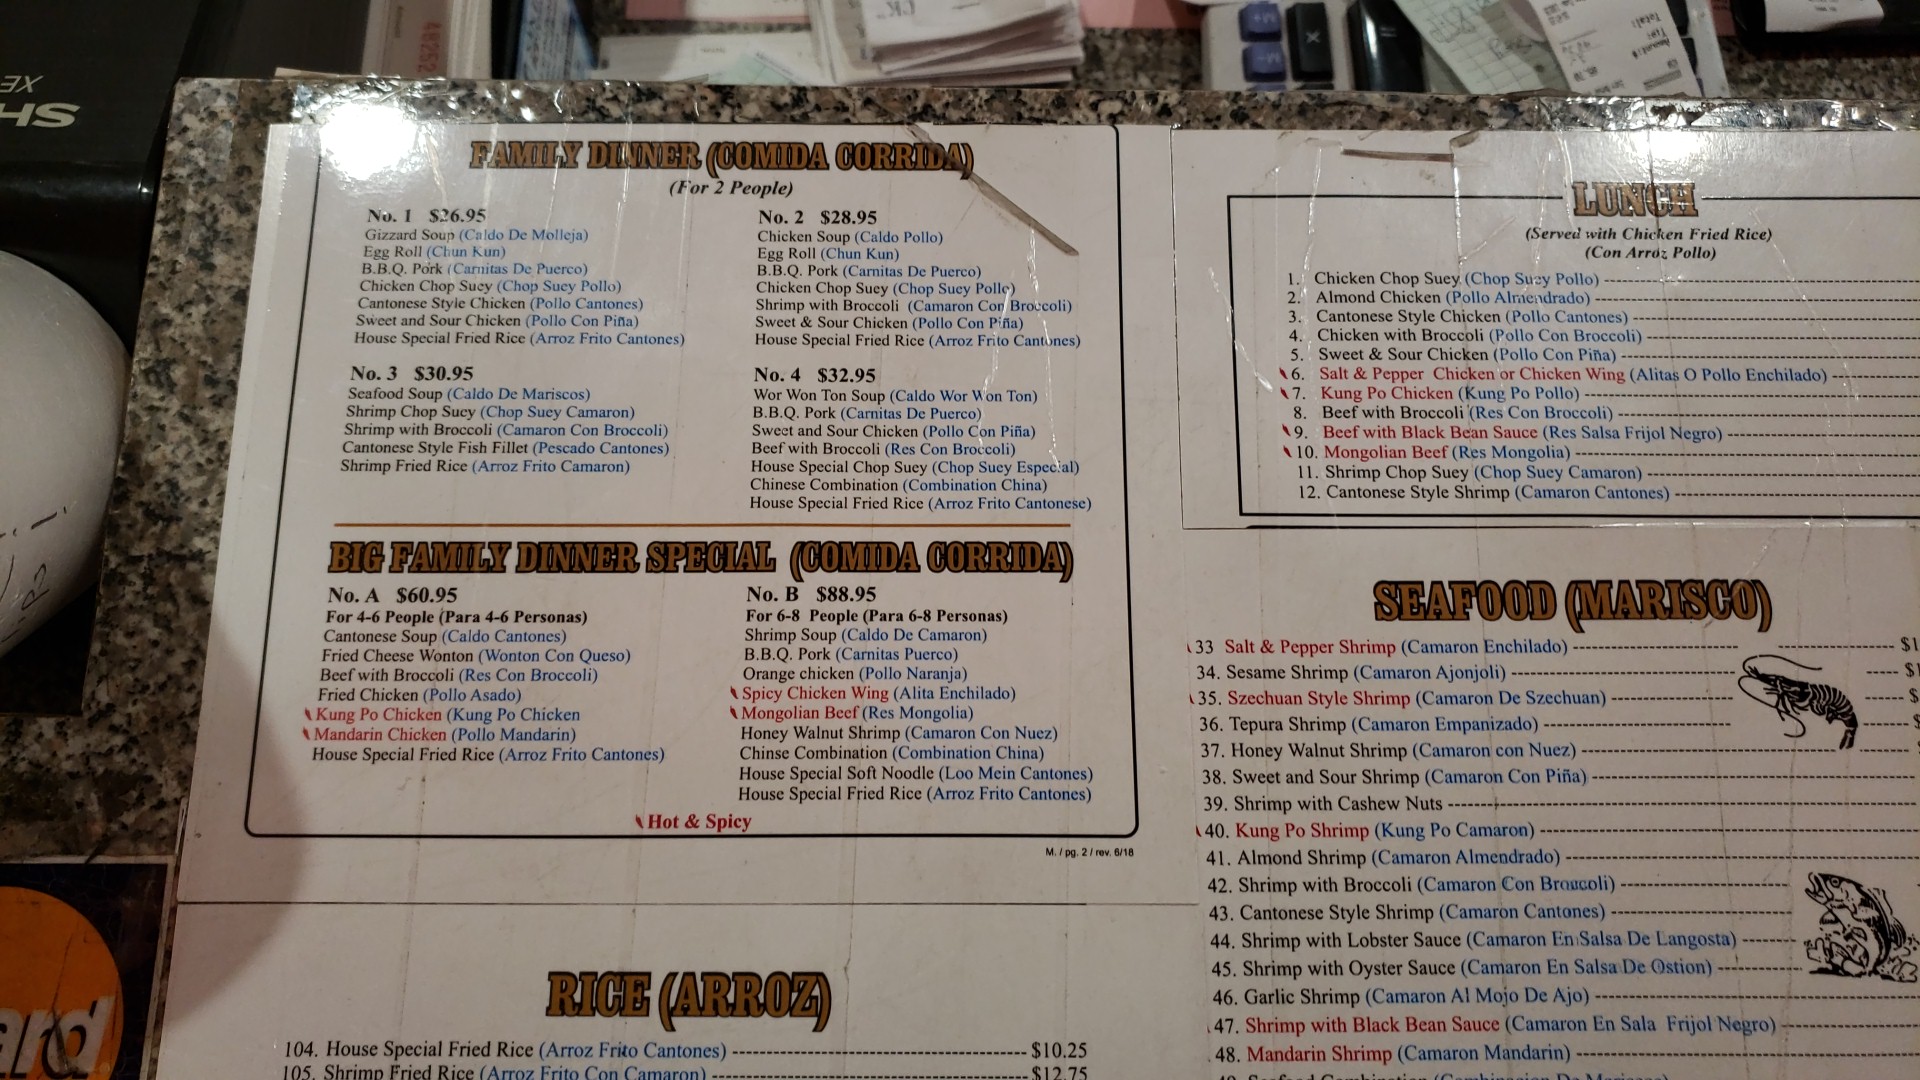 XE
SH
48252
CK
M+
M-
×
Total:
FAMILY DINNER (COMIDA CORRIDA)
(For 2 People)
No. 1 $26.95
Gizzard Soup (Caldo De Molleja)
Egg Roll (Chun Kun)
B.B.Q. Pork (Carnitas De Puerco)
Chicken Chop Suey (Chop Suey Pollo)
Cantonese Style Chicken (Pollo Cantones)
Sweet and Sour Chicken (Pollo Con Piña)
House Special Fried Rice (Arroz Frito Cantones)
No. 2 $28.95
Chicken Soup (Caldo Pollo)
Egg Roll (Chun Kun)
B.B.Q. Pork (Carnitas De Puerco)
Chicken Chop Suey (Chop Suey Pollo)
Shrimp with Broccoli (Camaron Con Broccoli)
Sweet & Sour Chicken (Pollo Con Piña)
House Special Fried Rice (Arroz Frito Cantones)
No. 3 $30.95
Seafood Soup (Caldo De Mariscos)
Shrimp Chop Suey (Chop Suey Camaron)
Shrimp with Broccoli (Camaron Con Broccoli)
Cantonese Style Fish Fillet (Pescado Cantones)
Shrimp Fried Rice (Arroz Frito Camaron)
No. 4 $32.95
Wor Won Ton Soup (Caldo Wor Won Ton)
B.B.Q. Pork (Carnitas De Puerco)
Sweet and Sour Chicken (Pollo Con Piña)
Beef with Broccoli (Res Con Broccoli)
House Special Chop Suey (Chop Suey Especial)
Chinese Combination (Combination China)
House Special Fried Rice (Arroz Frito Cantonese)
BIG FAMILY DINNER SPECIAL (COMIDA CORRIDA)
No. A $60.95
For 4-6 People (Para 4-6 Personas)
Cantonese Soup (Caldo Cantones)
Fried Cheese Wonton (Wonton Con Queso)
Beef with Broccoli (Res Con Broccoli)
Fried Chicken (Pollo Asado)
Kung Po Chicken (Kung Po Chicken
Mandarin Chicken (Pollo Mandarin)
House Special Fried Rice (Arroz Frito Cantones)
No. B $88.95
For 6-8 People (Para 6-8 Personas)
Shrimp Soup (Caldo De Camaron)
B.B.Q. Pork (Carnitas Puerco)
Orange chicken (Pollo Naranja)
Spicy Chicken Wing (Alita Enchilado)
Mongolian Beef (Res Mongolia)
Honey Walnut Shrimp (Camaron Con Nuez)
Chinse Combination (Combination China)
House Special Soft Noodle (Loo Mein Cantones)
House Special Fried Rice (Arroz Frito Cantones)
Hot & Spicy
M. / pg. 2 / rev. 6/18
RICE (ARROZ)
104. House Special Fried Rice (Arroz Frito Cantones) $10.25
105. Shrimp Fried Rice (Arroz Frito Con Camaron) $12.75
LUNCH
(Served with Chicken Fried Rice)
(Con Arroz Pollo)
1. Chicken Chop Suey (Chop Suey Pollo)
2. Almond Chicken (Pollo Almendrado)
3. Cantonese Style Chicken (Pollo Cantones)
4. Chicken with Broccoli (Pollo Con Broccoli)
5. Sweet & Sour Chicken (Pollo Con Piña)
6. Salt & Pepper Chicken or Chicken Wing (Alitas O Pollo Enchilado)
7. Kung Po Chicken (Kung Po Pollo)
8. Beef with Broccoli (Res Con Broccoli)
9. Beef with Black Bean Sauce (Res Salsa Frijol Negro)
10. Mongolian Beef (Res Mongolia)
11. Shrimp Chop Suey (Chop Suey Camaron)
12. Cantonese Style Shrimp (Camaron Cantones)
SEAFOOD (MARISCO)
33 Salt & Pepper Shrimp (Camaron Enchilado) $1
34. Sesame Shrimp (Camaron Ajonjoli) $1
35. Szechuan Style Shrimp (Camaron De Szechuan) $
36. Tepura Shrimp (Camaron Empanizado) $
37. Honey Walnut Shrimp (Camaron con Nuez)
38. Sweet and Sour Shrimp (Camaron Con Piña)
39. Shrimp with Cashew Nuts
40. Kung Po Shrimp (Kung Po Camaron)
41. Almond Shrimp (Camaron Almendrado)
42. Shrimp with Broccoli (Camaron Con Broccoli)
43. Cantonese Style Shrimp (Camaron Cantones)
44. Shrimp with Lobster Sauce (Camaron En Salsa De Langosta)
45. Shrimp with Oyster Sauce (Camaron En Salsa De Ostion)
46. Garlic Shrimp (Camaron Al Mojo De Ajo)
47. Shrimp with Black Bean Sauce (Camaron En Sala Frijol Negro)
48. Mandarin Shrimp (Camaron Mandarin)
49. Seafood Combination (Combinacion De Mariscos)
ard